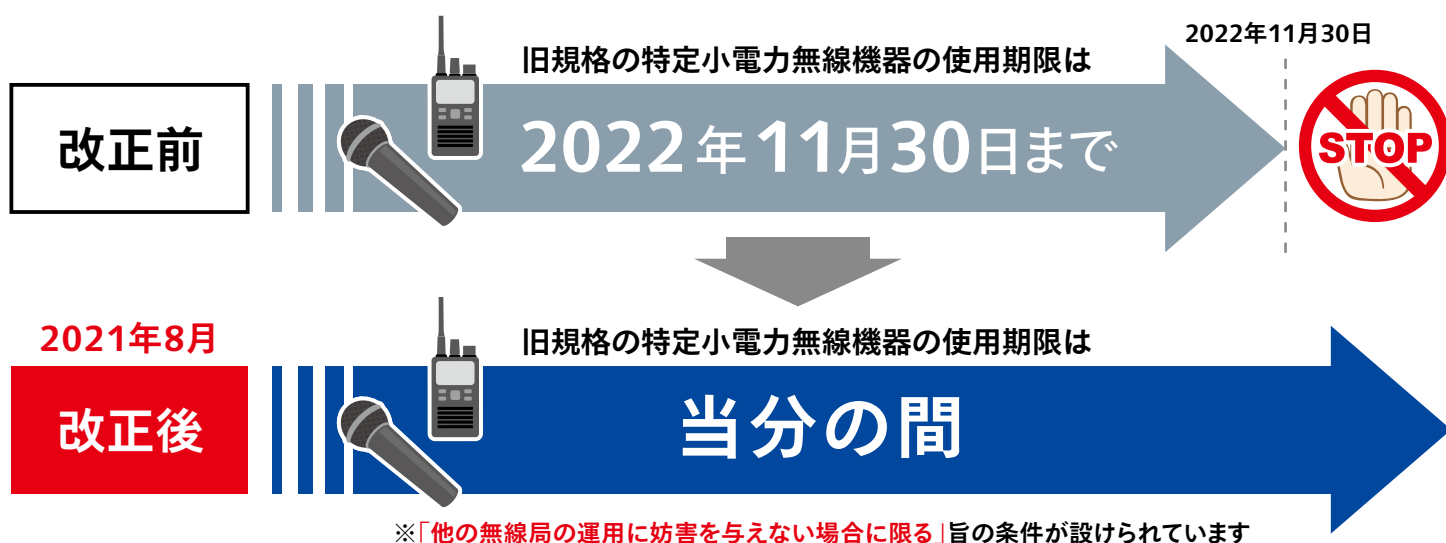 2022年11月30日
旧規格の特定小電力無線機器の使用期限は
改正前
2022年11月30日まで
STOP
2021年8月
旧規格の特定小電力無線機器の使用期限は
改正後
当分の間
※「他の無線局の運用に妨害を与えない場合に限る」旨の条件が設けられています